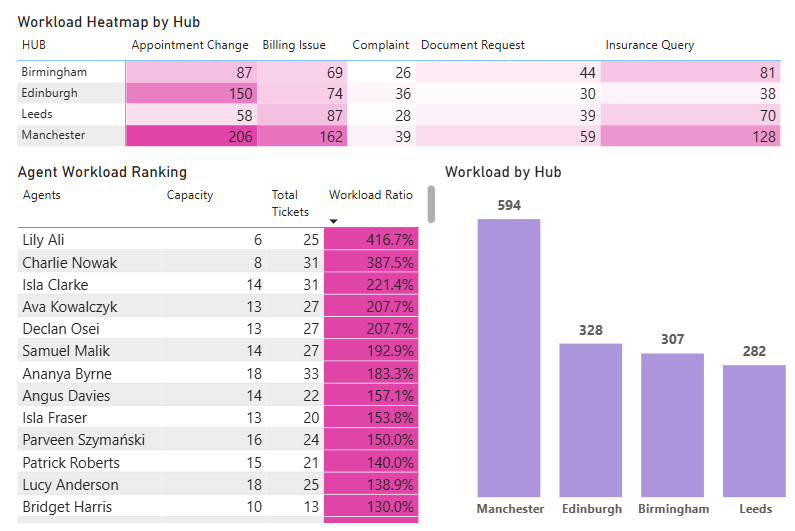 Workload Heatmap by Hub
HUB Appointment Change Billing Issue Complaint Document Request Insurance Query
Birmingham 87 69 26 44 81
Edinburgh 150 74 36 30 38
Leeds 58 87 28 39 70
Manchester 206 162 39 59 128
Agent Workload Ranking
Agents Capacity Total Tickets Workload Ratio
Lily Ali 6 25 416.7%
Charlie Nowak 8 31 387.5%
Isla Clarke 14 31 221.4%
Ava Kowalczyk 13 27 207.7%
Declan Osei 13 27 207.7%
Samuel Malik 14 27 192.9%
Ananya Byrne 18 33 183.3%
Angus Davies 14 22 157.1%
Isla Fraser 13 20 153.8%
Parveen Szymański 16 24 150.0%
Patrick Roberts 15 21 140.0%
Lucy Anderson 18 25 138.9%
Bridget Harris 10 13 130.0%
Workload by Hub
594
328
307
282
Manchester Edinburgh Birmingham Leeds